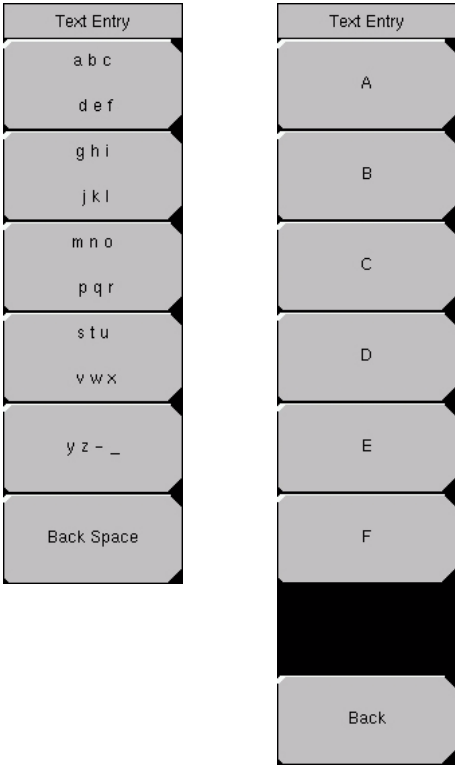 Text Entry
a b c
d e f
g h i
j k l
m n o
p q r
s t u
v w x
y z – _
Back Space
Text Entry
A
B
C
D
E
F
Back